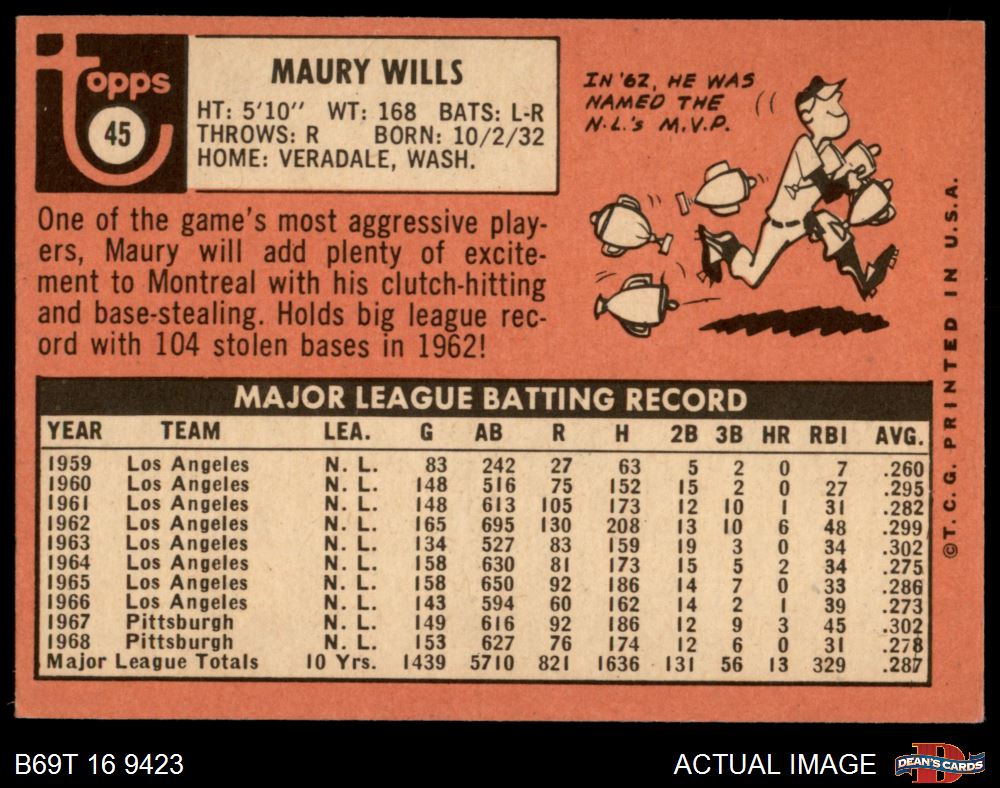 topps
45
MAURY WILLS
HT: 5'10" WT: 168 BATS: L-R
THROWS: R BORN: 10/2/32
HOME: VERADALE, WASH.
IN '62, HE WAS
NAMED THE
N.L.'s M.V.P.
One of the game's most aggressive play-
ers, Maury will add plenty of excite-
ment to Montreal with his clutch-hitting
and base-stealing. Holds big league rec-
ord with 104 stolen bases in 1962!
MAJOR LEAGUE BATTING RECORD
YEAR TEAM LEA. G AB R H 2B 3B HR RBI AVG.
1959 Los Angeles N. L. 83 242 27 63 5 2 0 7 .260
1960 Los Angeles N. L. 148 516 75 152 15 2 0 27 .295
1961 Los Angeles N. L. 148 613 105 173 12 10 1 31 .282
1962 Los Angeles N. L. 165 695 130 208 13 10 6 48 .299
1963 Los Angeles N. L. 134 527 83 159 19 3 0 34 .302
1964 Los Angeles N. L. 158 630 81 173 15 5 2 34 .275
1965 Los Angeles N. L. 158 650 92 186 14 7 0 33 .286
1966 Los Angeles N. L. 143 594 60 162 14 2 1 39 .273
1967 Pittsburgh N. L. 149 616 92 186 12 9 3 45 .302
1968 Pittsburgh N. L. 153 627 76 174 12 6 0 31 .278
Major League Totals 10 Yrs. 1439 5710 821 1636 131 56 13 329 .287
© T. C. G. PRINTED IN U.S.A.
B69T 16 9423
ACTUAL IMAGE
DEAN'S CARDS